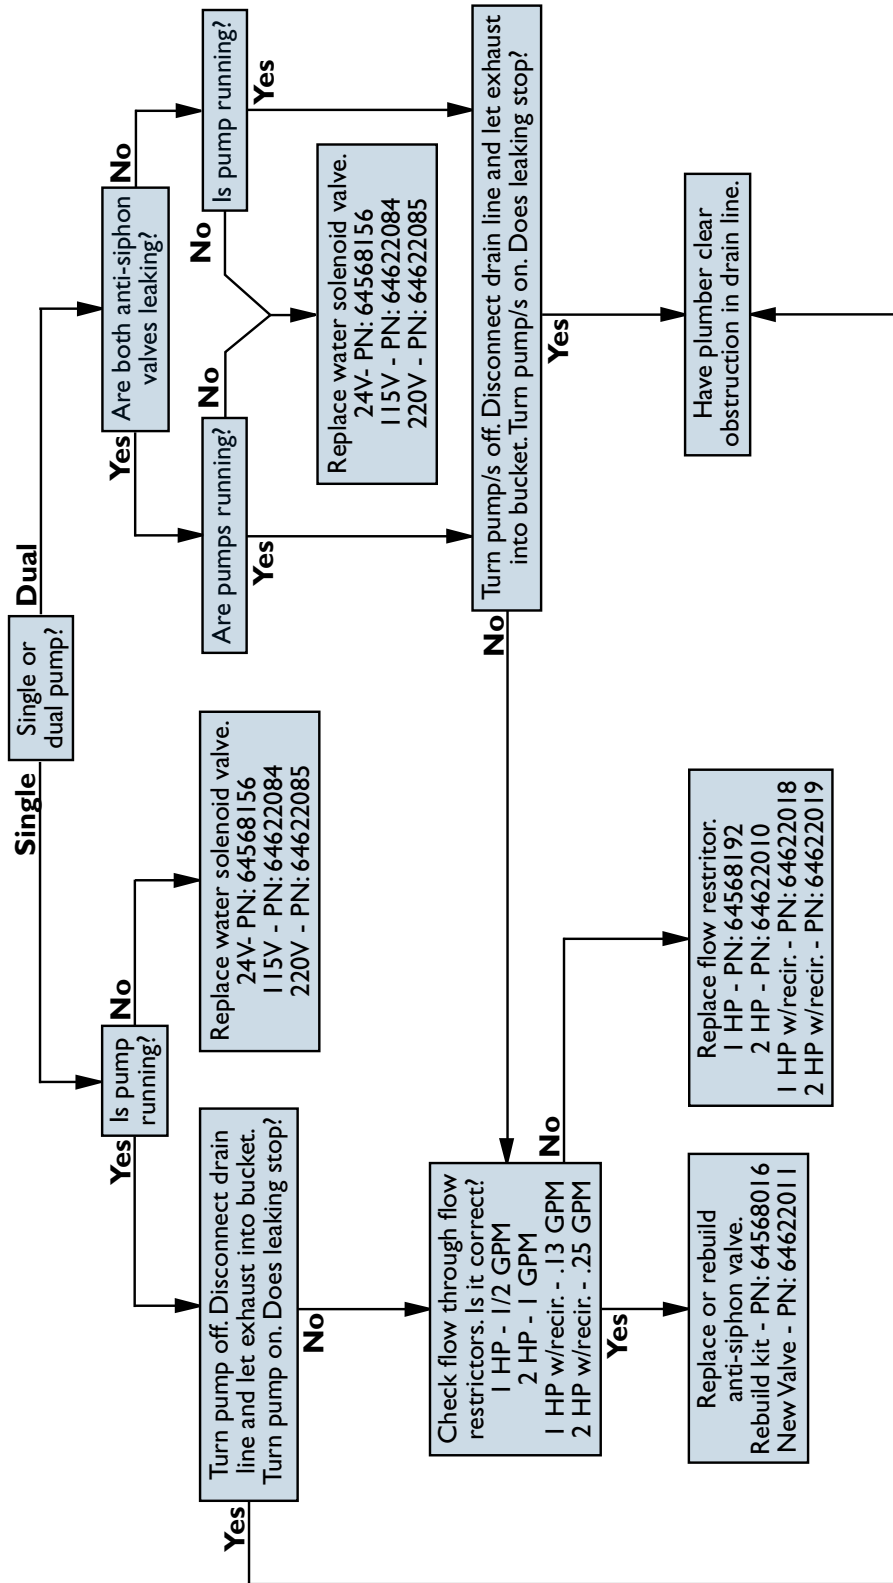 Single or
dual pump?
Single
Dual
Is pump
running?
Yes
No
Are both anti-siphon
valves leaking?
Yes
No
Turn pump off. Disconnect drain
line and let exhaust into bucket.
Turn pump on. Does leaking stop?
Yes
No
Replace water solenoid valve.
24V- PN: 64568156
115V - PN: 64622084
220V - PN: 64622085
Are pumps running?
No
Yes
Is pump running?
No
Yes
Replace water solenoid valve.
24V- PN: 64568156
115V - PN: 64622084
220V - PN: 64622085
Turn pump/s off. Disconnect drain line and let exhaust
into bucket. Turn pump/s on. Does leaking stop?
No
Yes
Check flow through flow
restrictors. Is it correct?
1 HP - 1/2 GPM
2 HP - 1 GPM
1 HP w/recir. - .13 GPM
2 HP w/recir. - .25 GPM
Yes
No
Replace or rebuild
anti-siphon valve.
Rebuild kit - PN: 64568016
New Valve - PN: 64622011
Replace flow restritor.
1 HP - PN: 64568192
2 HP - PN: 64622010
1 HP w/recir. - PN: 64622018
2 HP w/recir. - PN: 64622019
Have plumber clear
obstruction in drain line.